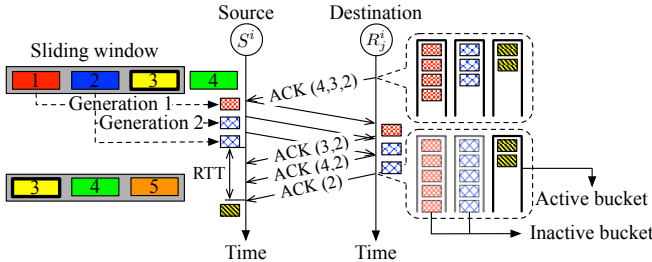 Source
Destination
Sliding window
S^i
R_j^i
1
2
3
4
ACK (4,3,2)
Generation 1
Generation 2
ACK (3,2)
RTT
ACK (4,2)
3
4
5
ACK (2)
Active bucket
Inactive bucket
Time
Time